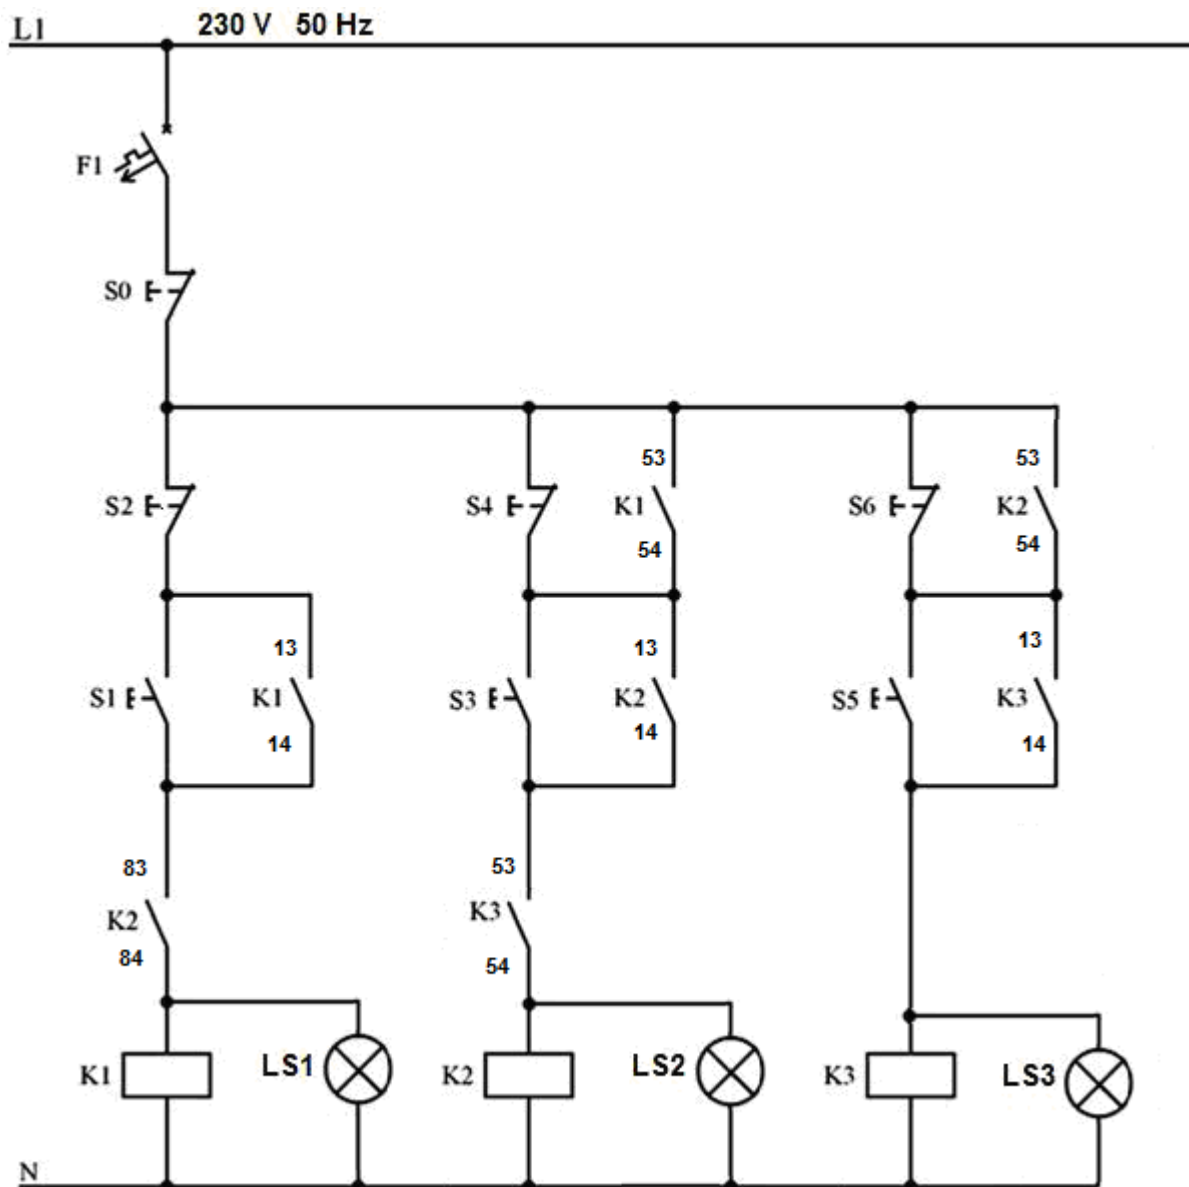 L1 230 V 50 Hz
F1
S0
53 53
S2 S4 K1 S6 K2
54 54
13 13 13
S1 K1 S3 K2 S5 K3
14 14 14
83 53
K2 K3
84 54
K1 LS1 K2 LS2 K3 LS3
N